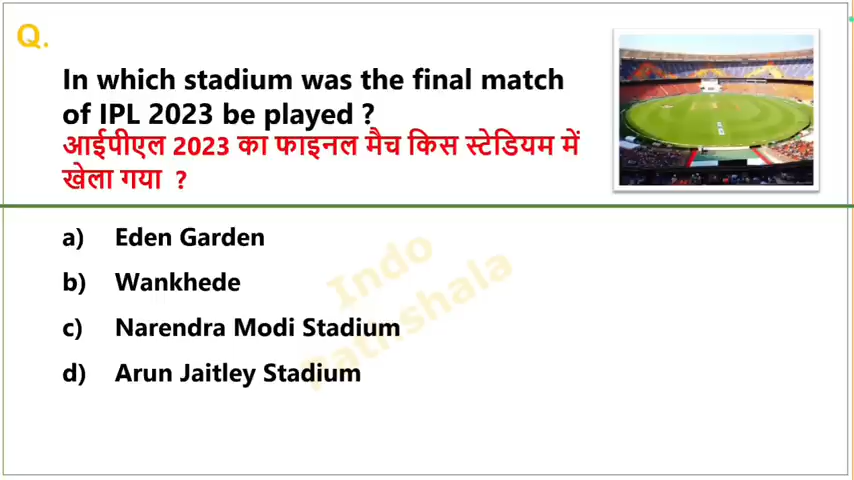 Q.
In which stadium was the final match
of IPL 2023 be played ?
आईपीएल 2023 का फाइनल मैच किस स्टेडियम में
खेला गया ?
a) Eden Garden
b) Wankhede
c) Narendra Modi Stadium
d) Arun Jaitley Stadium
Indo
Pathshala